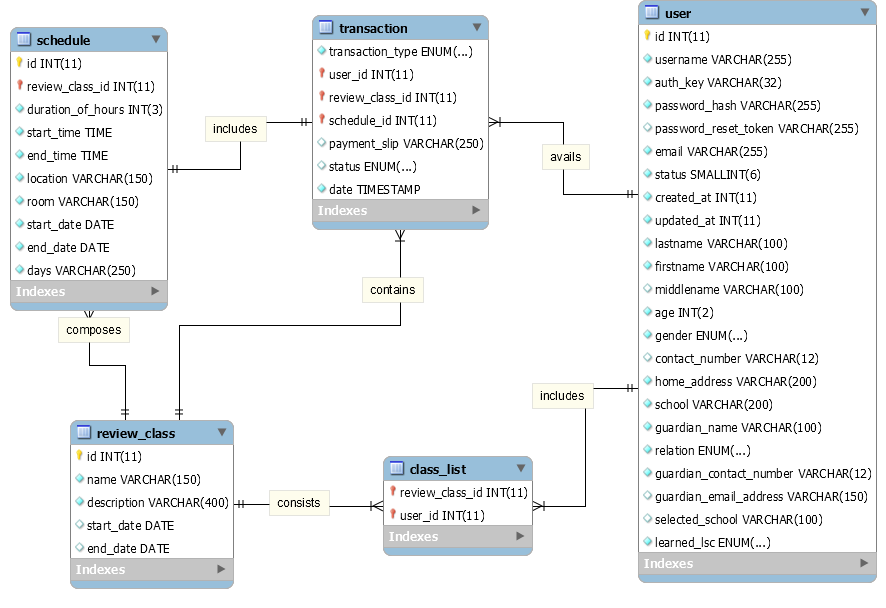 schedule
id INT(11)
review_class_id INT(11)
duration_of_hours INT(3)
start_time TIME
end_time TIME
location VARCHAR(150)
room VARCHAR(150)
start_date DATE
end_date DATE
days VARCHAR(250)
Indexes
includes
transaction
transaction_type ENUM(...)
user_id INT(11)
review_class_id INT(11)
schedule_id INT(11)
payment_slip VARCHAR(250)
status ENUM(...)
date TIMESTAMP
Indexes
avails
user
id INT(11)
username VARCHAR(255)
auth_key VARCHAR(32)
password_hash VARCHAR(255)
password_reset_token VARCHAR(255)
email VARCHAR(255)
status SMALLINT(6)
created_at INT(11)
updated_at INT(11)
lastname VARCHAR(100)
firstname VARCHAR(100)
middlename VARCHAR(100)
age INT(2)
gender ENUM(...)
contact_number VARCHAR(12)
home_address VARCHAR(200)
school VARCHAR(200)
guardian_name VARCHAR(100)
relation ENUM(...)
guardian_contact_number VARCHAR(12)
guardian_email_address VARCHAR(150)
selected_school VARCHAR(100)
learned_lsc ENUM(...)
Indexes
composes
contains
includes
review_class
id INT(11)
name VARCHAR(150)
description VARCHAR(400)
start_date DATE
end_date DATE
Indexes
consists
class_list
review_class_id INT(11)
user_id INT(11)
Indexes